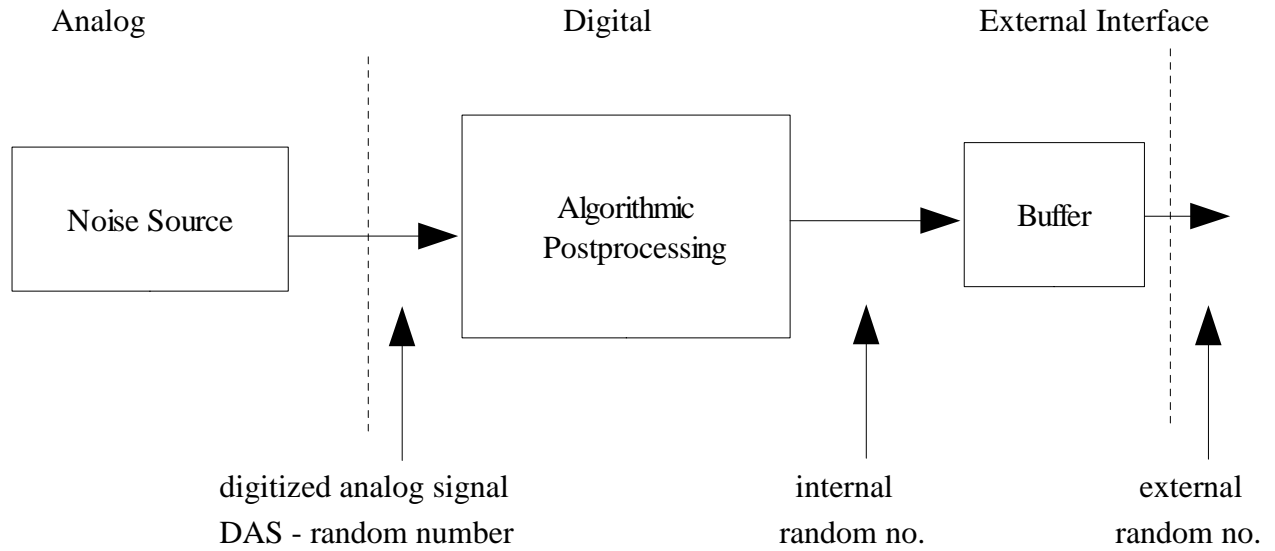 Analog
Digital
External Interface
Noise Source
Algorithmic
Postprocessing
Buffer
digitized analog signal
DAS - random number
internal
random no.
external
random no.